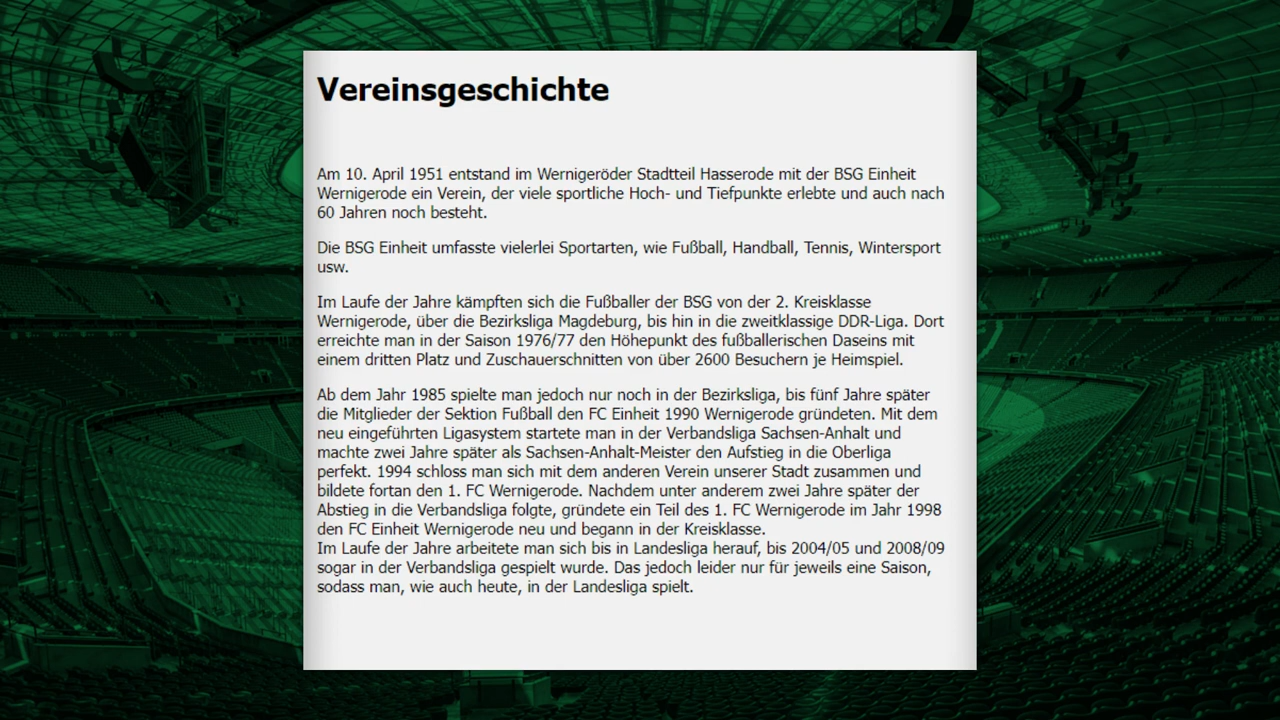 Vereinsgeschichte
Am 10. April 1951 entstand im Wernigeröder Stadtteil Hasserode mit der BSG Einheit
Wernigerode ein Verein, der viele sportliche Hoch- und Tiefpunkte erlebte und auch nach
60 Jahren noch besteht.
Die BSG Einheit umfasste vielerlei Sportarten, wie Fußball, Handball, Tennis, Wintersport
usw.
Im Laufe der Jahre kämpften sich die Fußballer der BSG von der 2. Kreisklasse
Wernigerode, über die Bezirksliga Magdeburg, bis hin in die zweitklassige DDR-Liga. Dort
erreichte man in der Saison 1976/77 den Höhepunkt des fußballerischen Daseins mit
einem dritten Platz und Zuschauerschnitten von über 2600 Besuchern je Heimspiel.
Ab dem Jahr 1985 spielte man jedoch nur noch in der Bezirksliga, bis fünf Jahre später
die Mitglieder der Sektion Fußball den FC Einheit 1990 Wernigerode gründeten. Mit dem
neu eingeführten Ligasystem startete man in der Verbandsliga Sachsen-Anhalt und
machte zwei Jahre später als Sachsen-Anhalt-Meister den Aufstieg in die Oberliga
perfekt. 1994 schloss man sich mit dem anderen Verein unserer Stadt zusammen und
bildete fortan den 1. FC Wernigerode. Nachdem unter anderem zwei Jahre später der
Abstieg in die Verbandsliga folgte, gründete ein Teil des 1. FC Wernigerode im Jahr 1998
den FC Einheit Wernigerode neu und begann in der Kreisklasse.
Im Laufe der Jahre arbeitete man sich bis in Landesliga herauf, bis 2004/05 und 2008/09
sogar in der Verbandsliga gespielt wurde. Das jedoch leider nur für jeweils eine Saison,
sodass man, wie auch heute, in der Landesliga spielt.